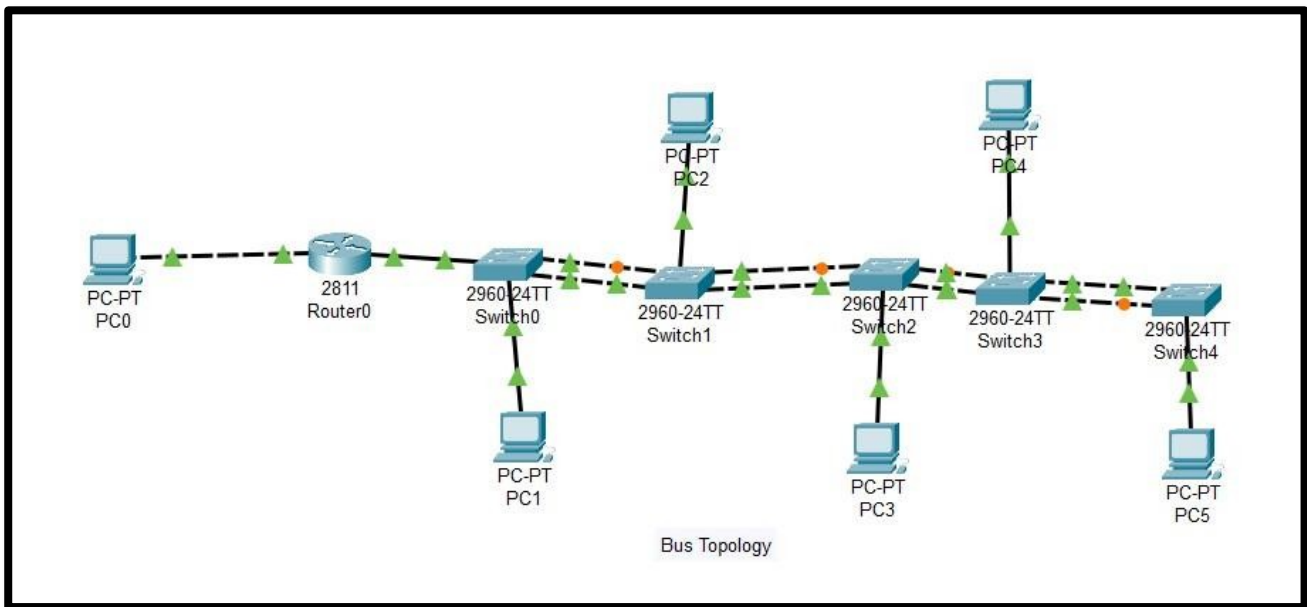 PC-PT
PC0
2811
Router0
2960-24TT
Switch0
PC-PT
PC1
PC-PT
PC2
2960-24TT
Switch1
2960-24TT
Switch2
PC-PT
PC3
PC-PT
PC4
2960-24TT
Switch3
2960-24TT
Switch4
PC-PT
PC5
Bus Topology